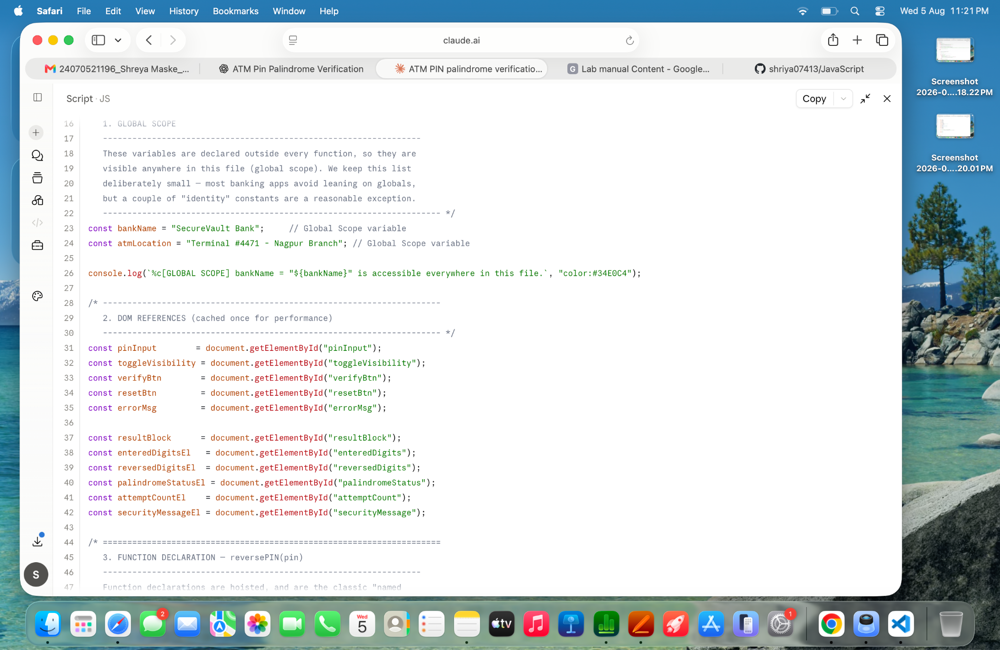 Safari File Edit View History Bookmarks Window Help Wed 5 Aug 11:21 PM
claude.ai
24070521196_Shreya Maske_... ATM Pin Palindrome Verification ATM PIN palindrome verificatio... G Lab manual Content - Google... shriya07413/JavaScript
Script · JS Copy
16 1. GLOBAL SCOPE
17 -----------------------------------------------------------------
18 These variables are declared outside every function, so they are
19 visible anywhere in this file (global scope). We keep this list
20 deliberately small — most banking apps avoid leaning on globals,
21 but a couple of "identity" constants are a reasonable exception.
22 --------------------------------------------------------------------- */
23 const bankName = "SecureVault Bank";     // Global Scope variable
24 const atmLocation = "Terminal #4471 - Nagpur Branch"; // Global Scope variable
25
26 console.log(`%c[GLOBAL SCOPE] bankName = "${bankName}" is accessible everywhere in this file.`, "color:#34E0C4");
27
28 /* ---------------------------------------------------------------------
29 2. DOM REFERENCES (cached once for performance)
30 --------------------------------------------------------------------- */
31 const pinInput        = document.getElementById("pinInput");
32 const toggleVisibility = document.getElementById("toggleVisibility");
33 const verifyBtn        = document.getElementById("verifyBtn");
34 const resetBtn         = document.getElementById("resetBtn");
35 const errorMsg         = document.getElementById("errorMsg");
36
37 const resultBlock      = document.getElementById("resultBlock");
38 const enteredDigitsEl   = document.getElementById("enteredDigits");
39 const reversedDigitsEl  = document.getElementById("reversedDigits");
40 const palindromeStatusEl = document.getElementById("palindromeStatus");
41 const attemptCountEl    = document.getElementById("attemptCount");
42 const securityMessageEl = document.getElementById("securityMessage");
43
44 /* =====================================================================
45 3. FUNCTION DECLARATION — reversePIN(pin)
46 -----------------------------------------------------------------
47 Function declarations are hoisted, and are the classic "named
S
Screenshot
2026-0....18.22 PM
Screenshot
2026-0....20.01 PM
2
Wed
5
tv
1